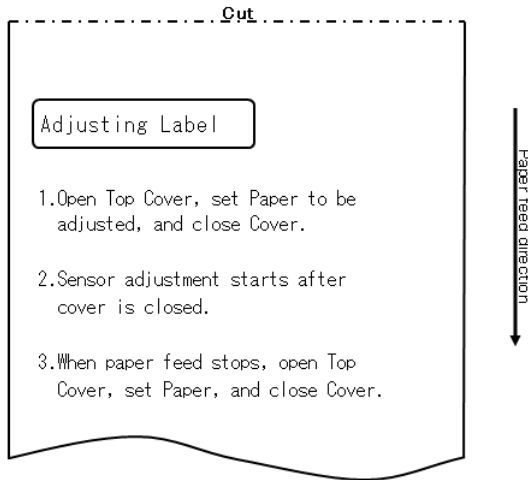 Cut
Adjusting Label
1.Open Top Cover, set Paper to be
adjusted, and close Cover.
2.Sensor adjustment starts after
cover is closed.
3.When paper feed stops, open Top
Cover, set Paper, and close Cover.
Paper feed direction